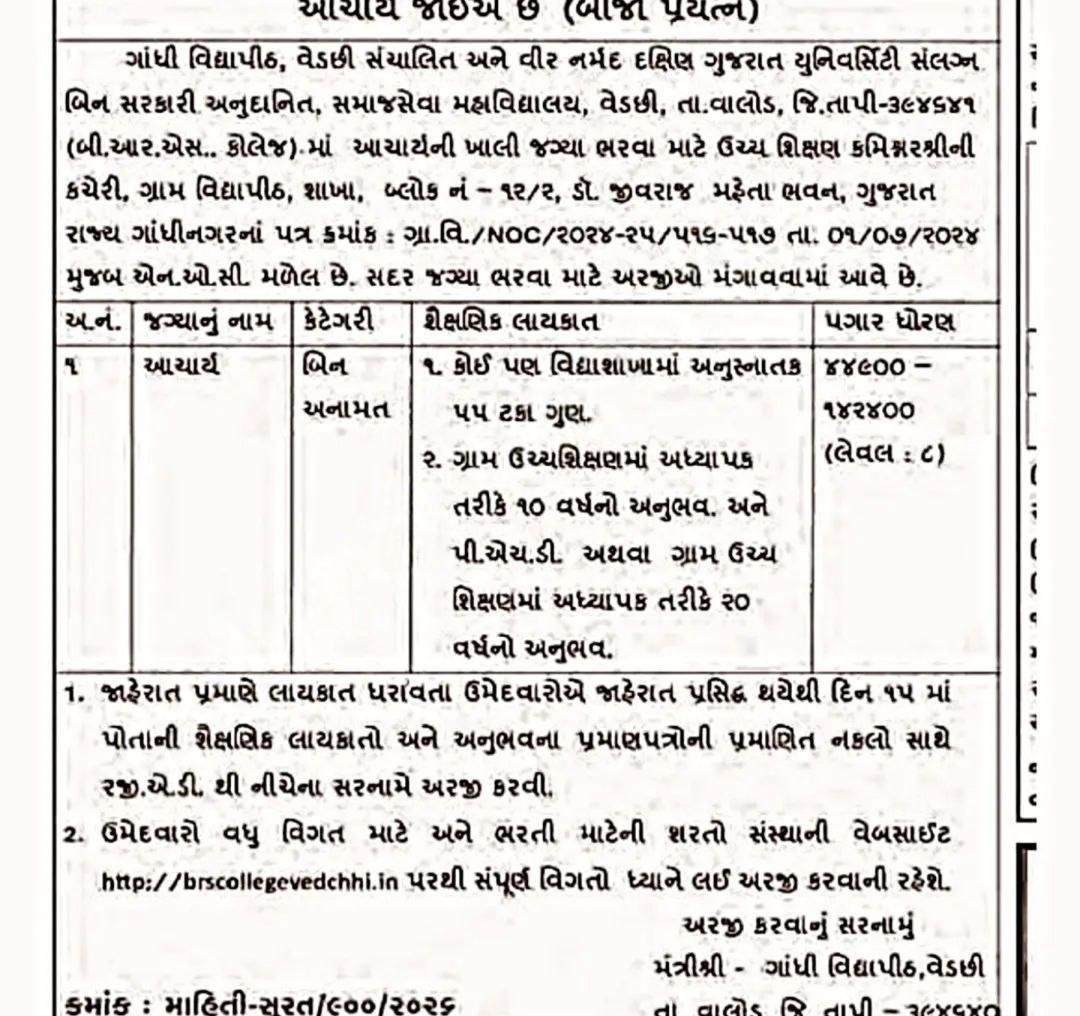 આચાર્ય જોઈએ છે (બીજો પ્રયત્ન)
ગાંધી વિદ્યાપીઠ, વેડછી સંચાલિત અને વીર નર્મદ દક્ષિણ ગુજરાત યુનિવર્સિટી સંલગ્ન
બિન સરકારી અનુદાનિત, સમાજસેવા મહાવિદ્યાલય, વેડછી, તા.વાલોડ, જિ.તાપી-૩૯૪૬૪૧
(બી.આર.એસ.. કોલેજ) માં આચાર્યની ખાલી જગ્યા ભરવા માટે ઉચ્ચ શિક્ષણ કમિશ્નરશ્રીની
કચેરી, ગ્રામ વિદ્યાપીઠ, શાખા, બ્લોક નં - ૧૨/૨, ડૉ. જીવરાજ મહેતા ભવન, ગુજરાત
રાજ્ય ગાંધીનગરનાં પત્ર ક્રમાંક : ગ્રા.વિ./NOC/૨૦૨૪-૨૫/૫૧૬-૫૧૭ તા. ૦૧/૦૭/૨૦૨૪
મુજબ એન.ઓ.સી. મળેલ છે. સદર જગ્યા ભરવા માટે અરજીઓ મંગાવવામાં આવે છે.
અ.નં. જગ્યાનું નામ કેટેગરી શૈક્ષણિક લાયકાત પગાર ધોરણ
૧ આચાર્ય બિન ૧. કોઈ પણ વિદ્યાશાખામાં અનુસ્નાતક ૪૪૯૦૦ –
અનામત ૫૫ ટકા ગુણ. ૧૪૨૪૦૦
૨. ગ્રામ ઉચ્ચશિક્ષણમાં અધ્યાપક (લેવલ : ૮)
તરીકે ૧૦ વર્ષનો અનુભવ. અને
પી.એચ.ડી. અથવા ગ્રામ ઉચ્ચ
શિક્ષણમાં અધ્યાપક તરીકે ૨૦
વર્ષનો અનુભવ.
1. જાહેરાત પ્રમાણે લાયકાત ધરાવતા ઉમેદવારોએ જાહેરાત પ્રસિદ્ધ થયેથી દિન ૧૫ માં
પોતાની શૈક્ષણિક લાયકાતો અને અનુભવના પ્રમાણપત્રોની પ્રમાણિત નકલો સાથે
રજી.એ.ડી. થી નીચેના સરનામે અરજી કરવી.
2. ઉમેદવારો વધુ વિગત માટે અને ભરતી માટેની શરતો સંસ્થાની વેબસાઈટ
http://brscollegevedchhi.in પરથી સંપૂર્ણ વિગતો ધ્યાને લઈ અરજી કરવાની રહેશે.
અરજી કરવાનું સરનામું
મંત્રીશ્રી - ગાંધી વિદ્યાપીઠ,વેડછી
ક્રમાંક : માહિતી-સુરત/૯૦૦/૨૦૨૬ તા. વાલોડ, જિ. તાપી – ૩૯૪૬૪૦